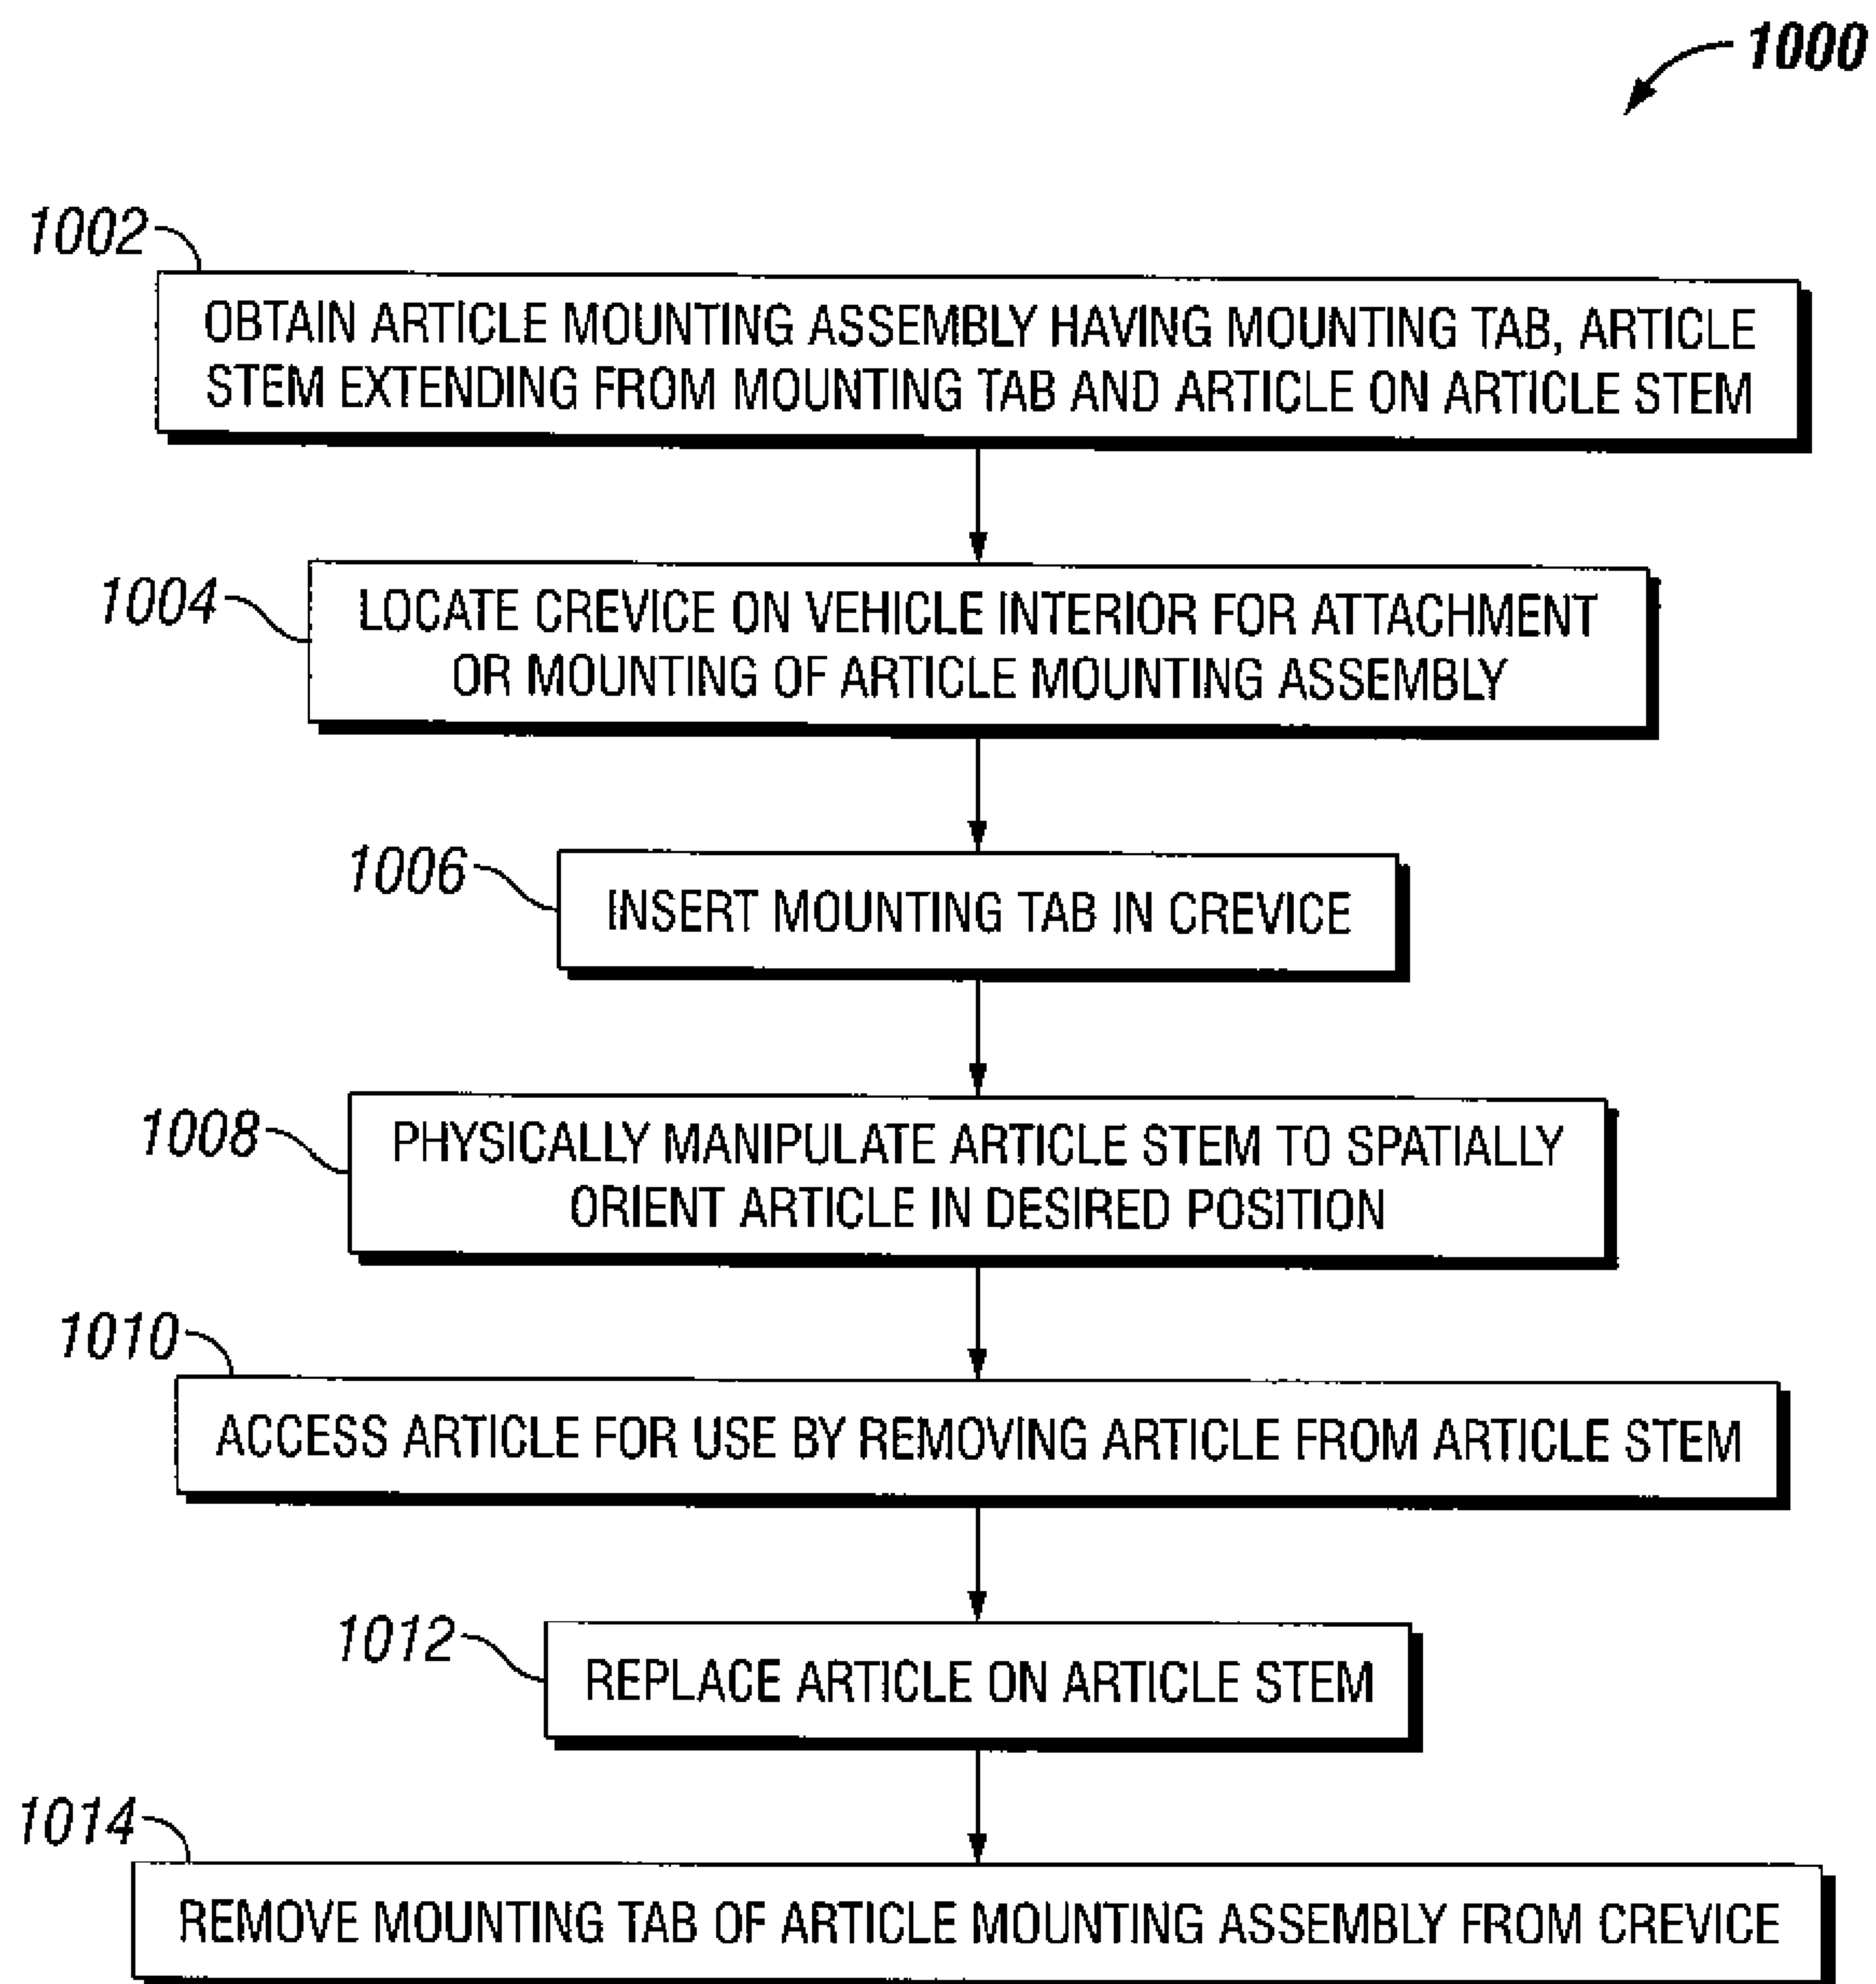 1000
1002
OBTAIN ARTICLE MOUNTING ASSEMBLY HAVING MOUNTING TAB, ARTICLE
STEM EXTENDING FROM MOUNTING TAB AND ARTICLE ON ARTICLE STEM
1004
LOCATE CREVICE ON VEHICLE INTERIOR FOR ATTACHMENT
OR MOUNTING OF ARTICLE MOUNTING ASSEMBLY
1006
INSERT MOUNTING TAB IN CREVICE
1008
PHYSICALLY MANIPULATE ARTICLE STEM TO SPATIALLY
ORIENT ARTICLE IN DESIRED POSITION
1010
ACCESS ARTICLE FOR USE BY REMOVING ARTICLE FROM ARTICLE STEM
1012
REPLACE ARTICLE ON ARTICLE STEM
1014
REMOVE MOUNTING TAB OF ARTICLE MOUNTING ASSEMBLY FROM CREVICE